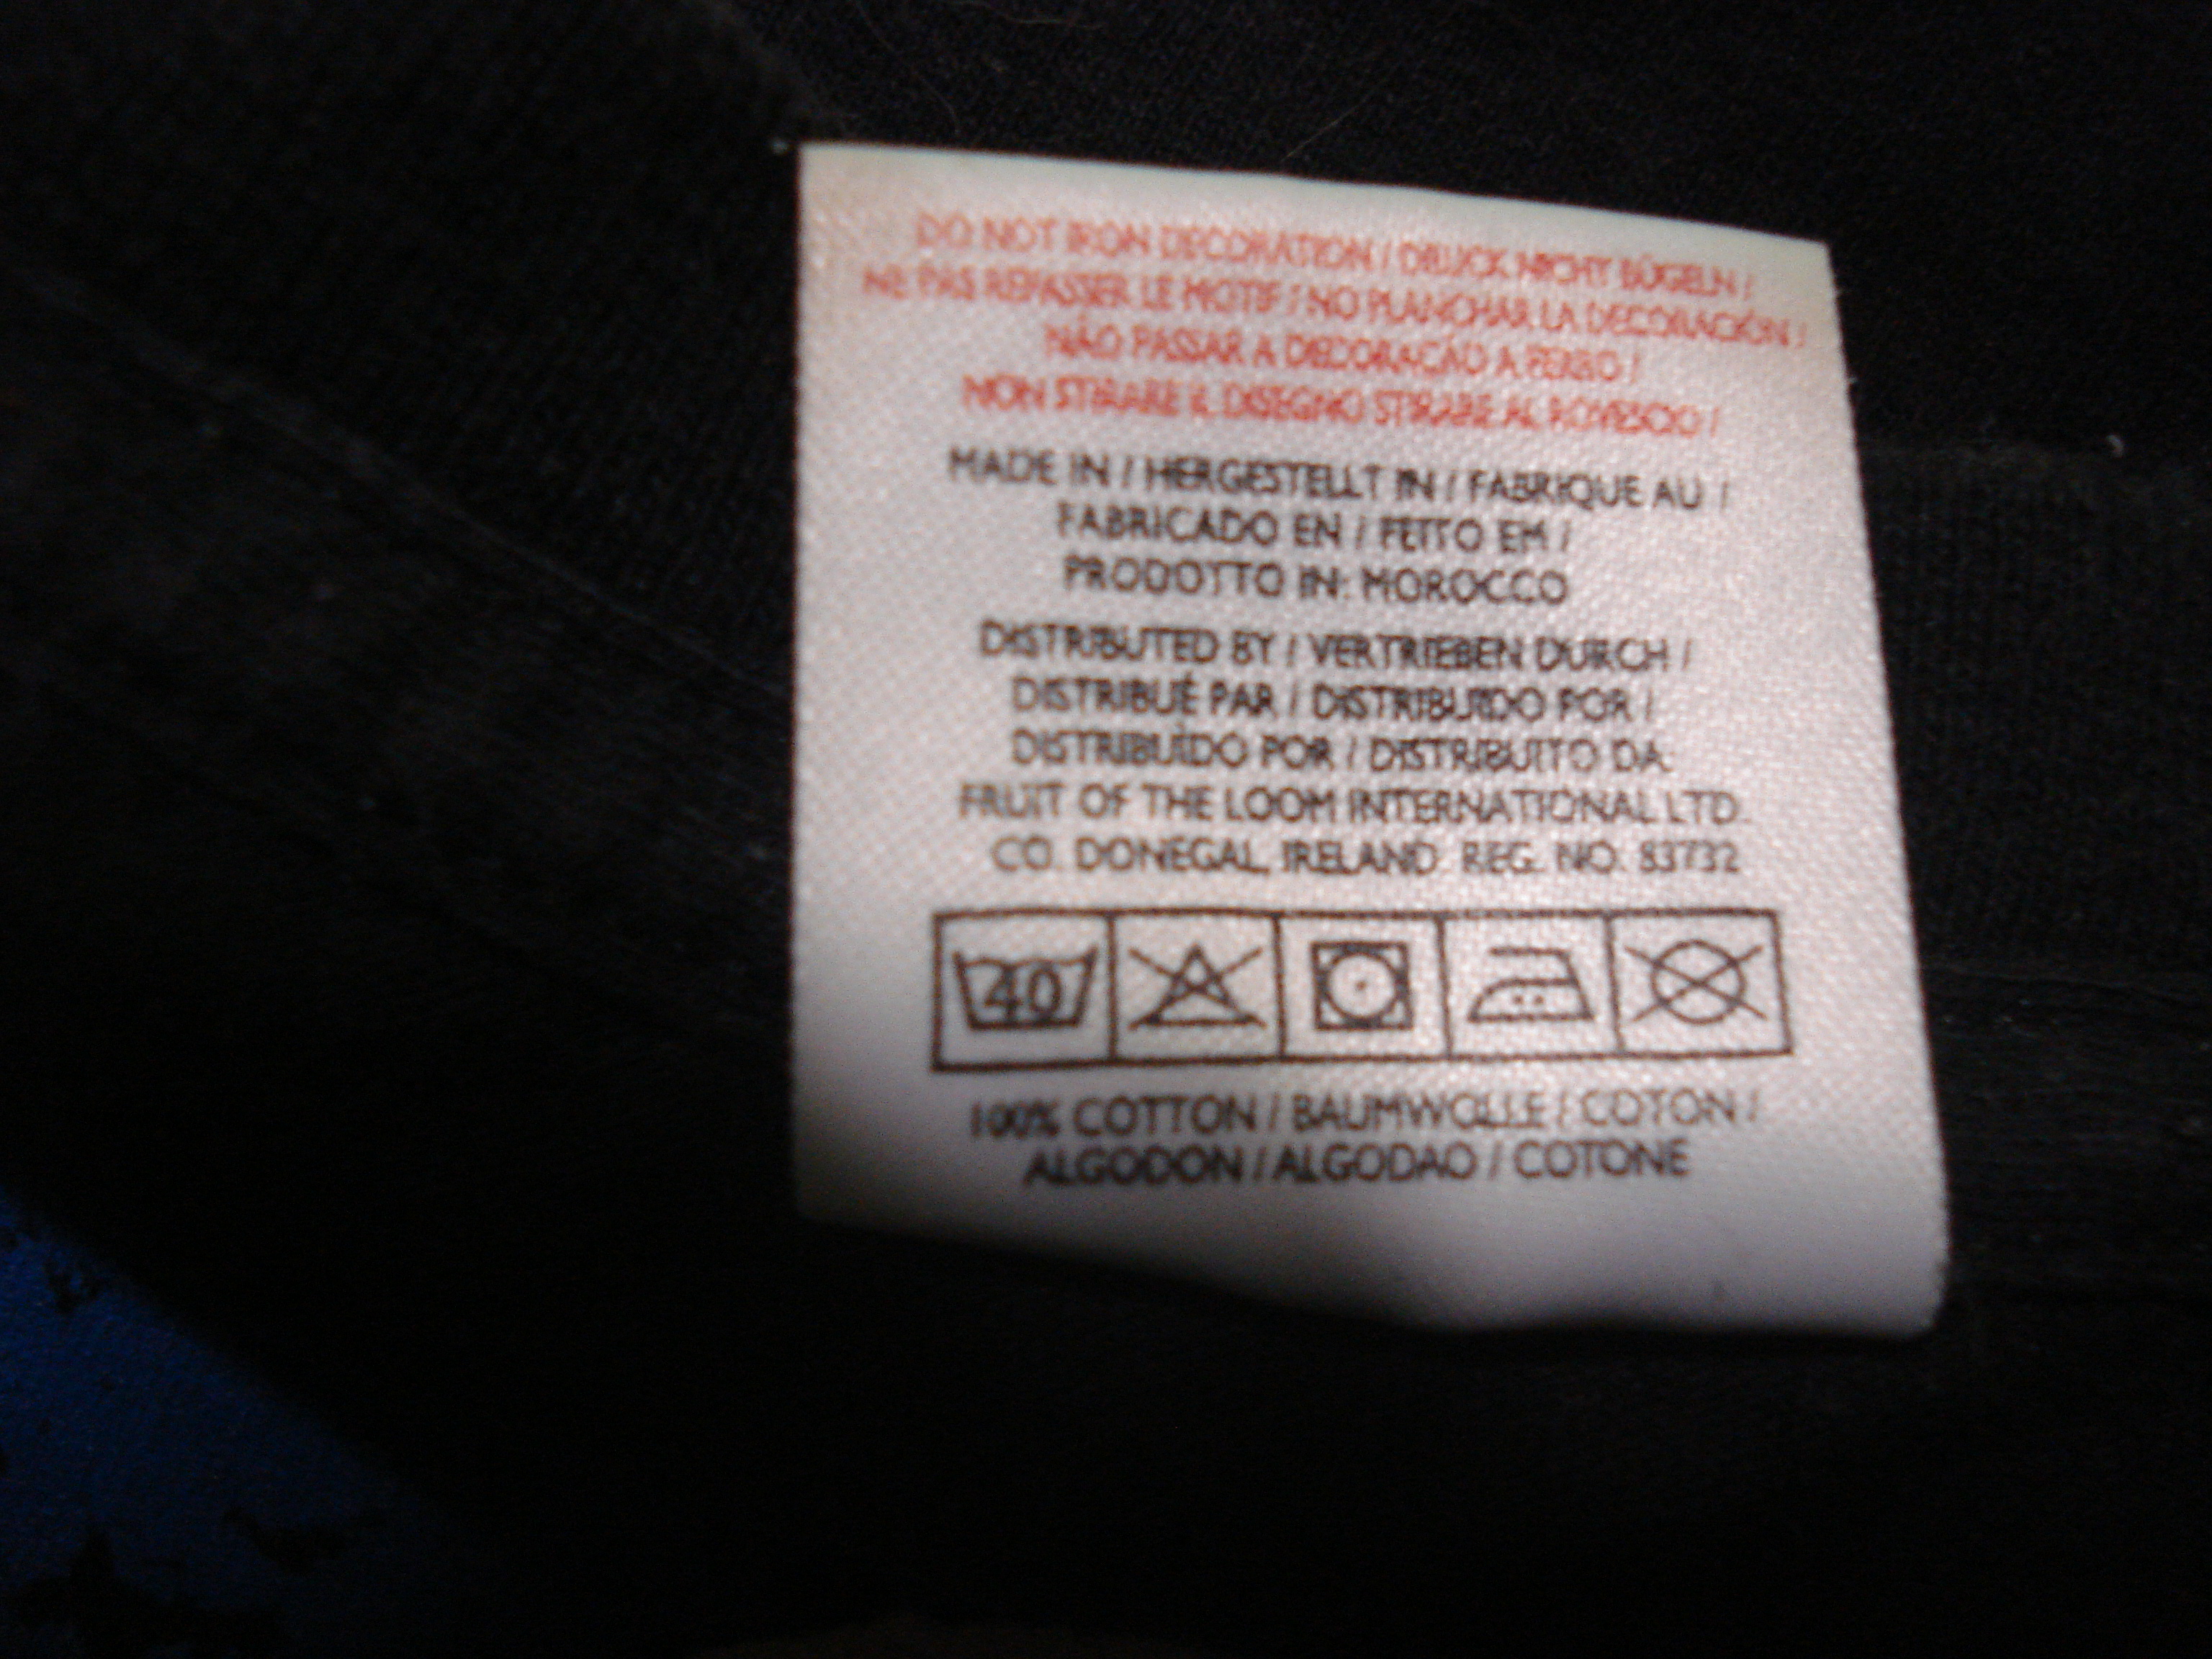 DO NOT IRON DECORATION / DRUCK NICHT BÜGELN /
NE PAS REPASSER LE MOTIF / NO PLANCHAR LA DECORACIÓN /
NÃO PASSAR A DECORAÇÃO A FERRO /
NON STIRARE IL DISEGNO STIRARE AL ROVESCIO /
MADE IN / HERGESTELLT IN / FABRIQUE AU /
FABRICADO EN / FEITO EM /
PRODOTTO IN: MOROCCO
DISTRIBUTED BY / VERTRIEBEN DURCH /
DISTRIBUÉ PAR / DISTRIBUIDO POR /
DISTRIBUÍDO POR / DISTRIBUITO DA:
FRUIT OF THE LOOM INTERNATIONAL LTD.
CO. DONEGAL, IRELAND. REG. NO. 83732
40
100% COTTON / BAUMWOLLE / COTON /
ALGODON / ALGODAO / COTONE